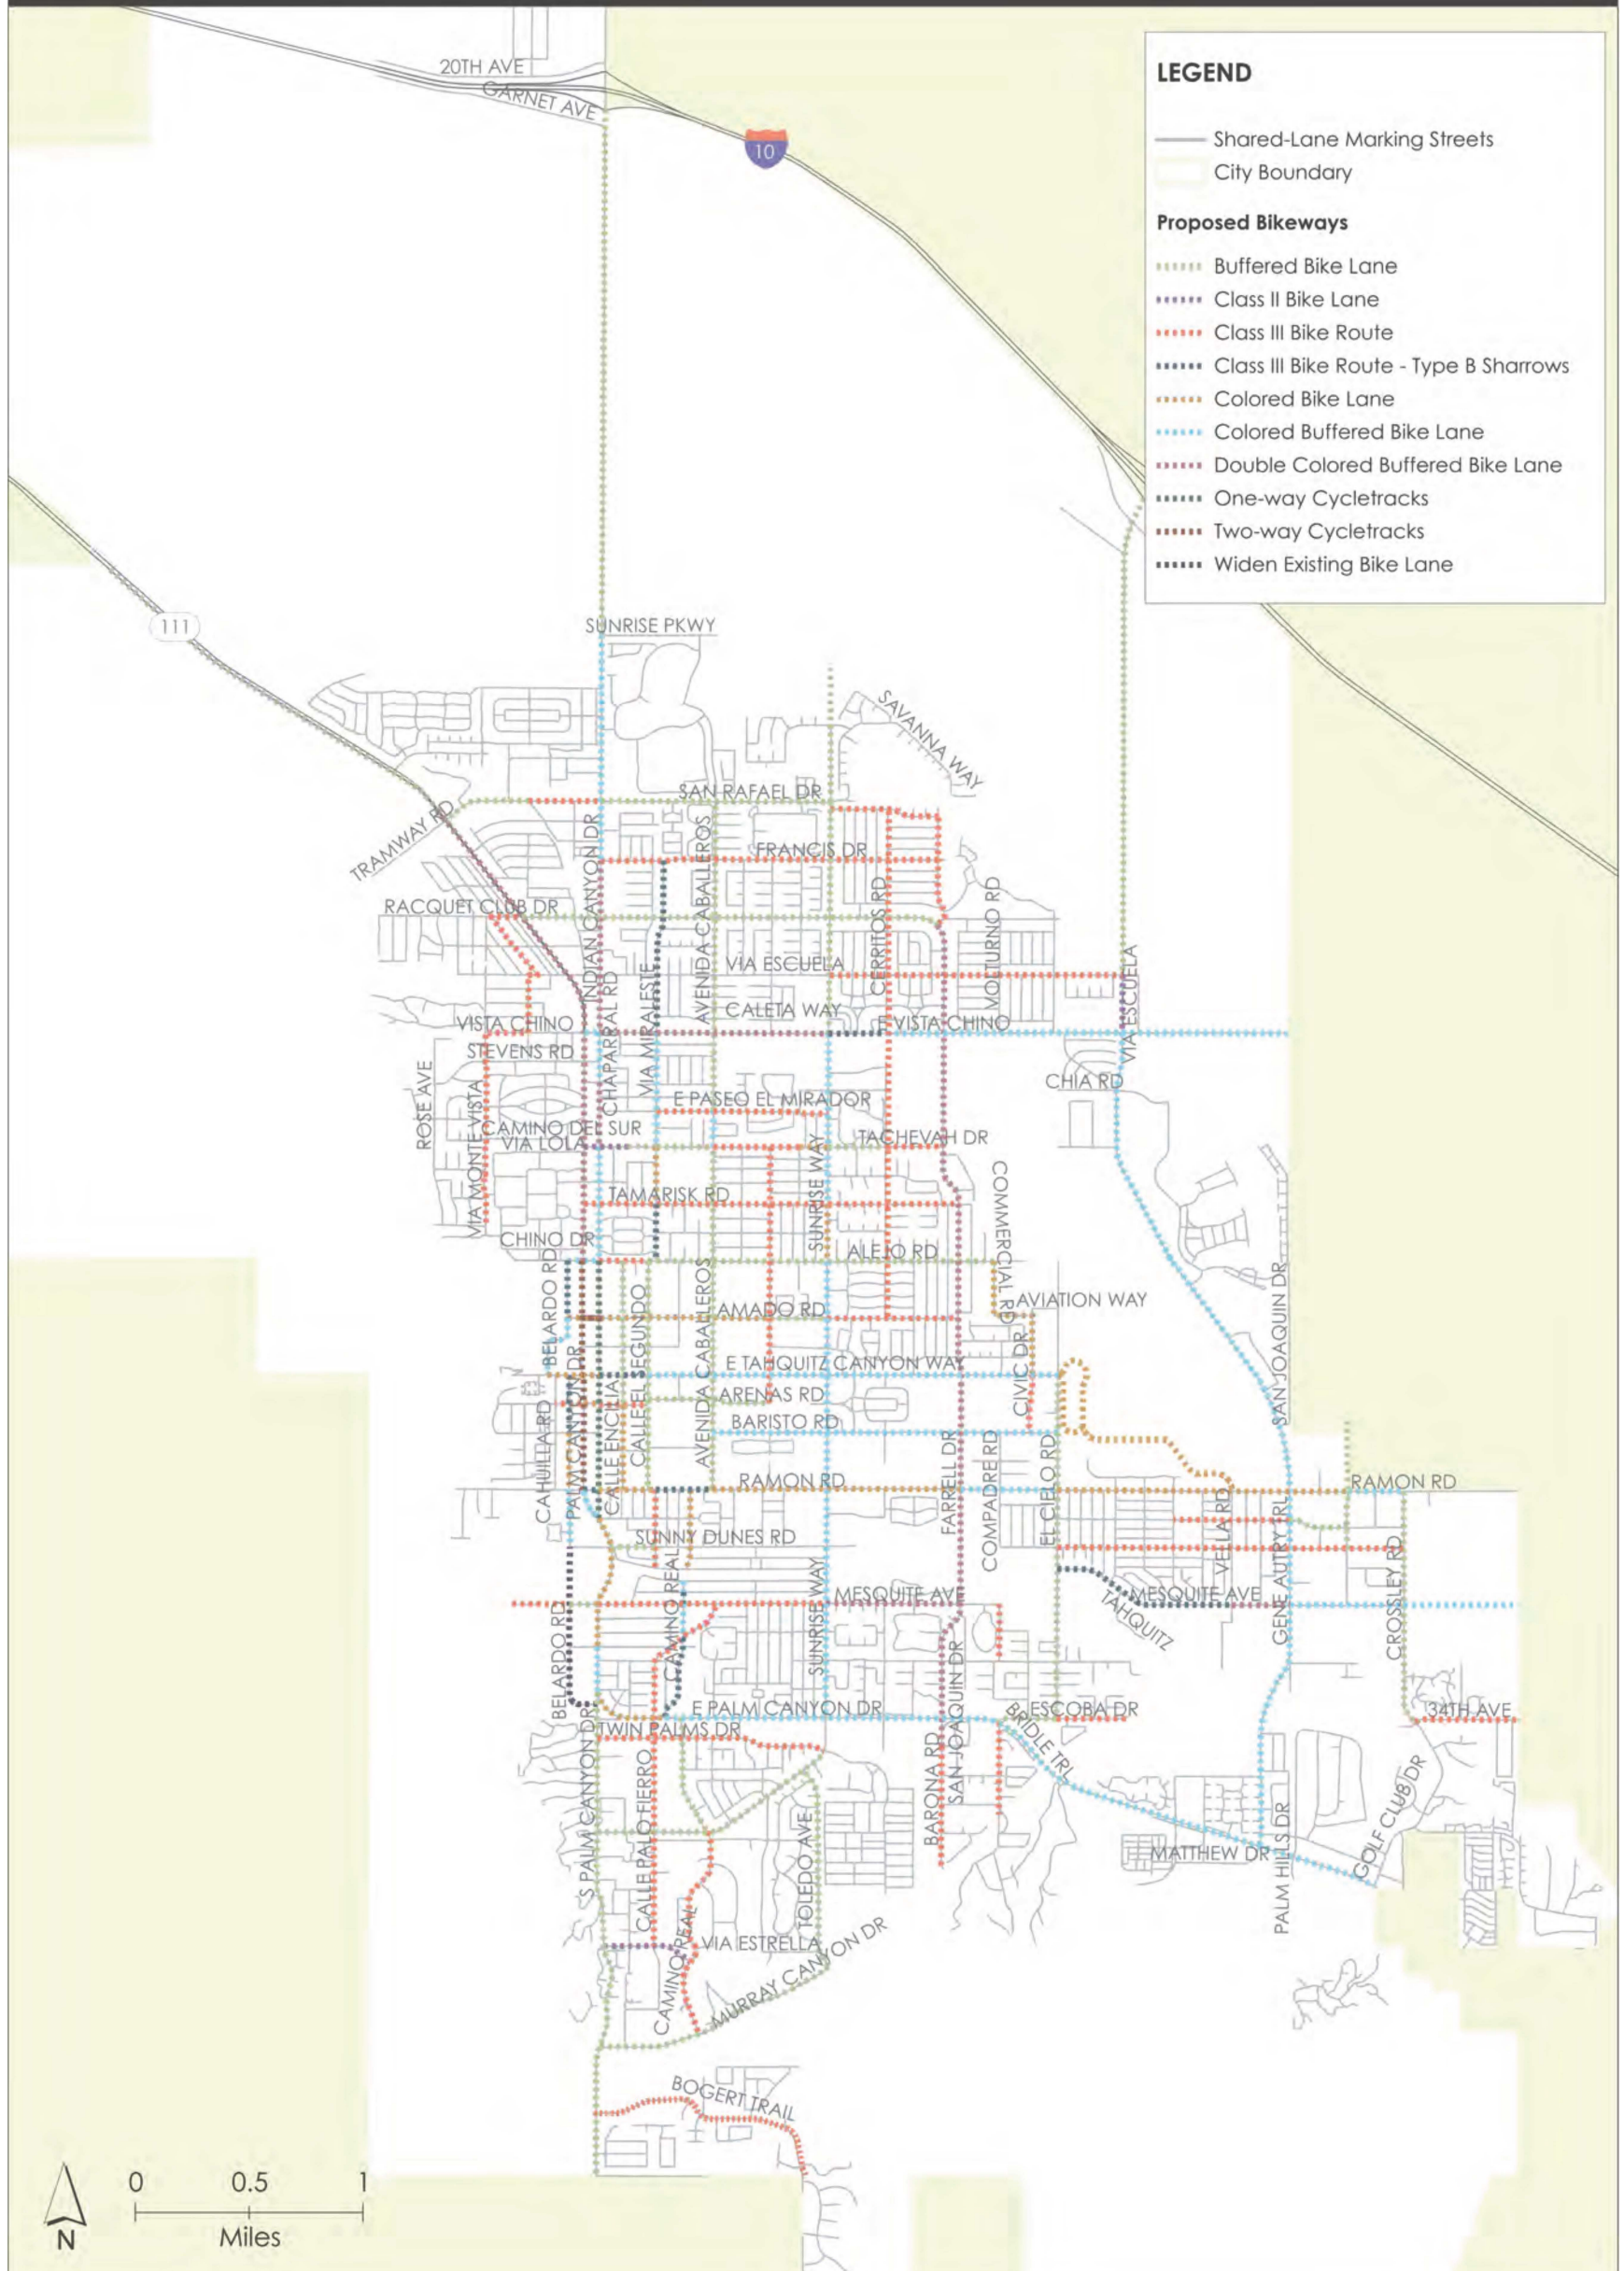 20TH AVE
GARNET AVE
10
LEGEND
Shared-Lane Marking Streets
City Boundary
Proposed Bikeways
Buffered Bike Lane
Class II Bike Lane
Class III Bike Route
Class III Bike Route - Type B Sharrows
Colored Bike Lane
Colored Buffered Bike Lane
Double Colored Buffered Bike Lane
One-way Cycletracks
Two-way Cycletracks
Widen Existing Bike Lane
111
SUNRISE PKWY
SAVANNA WAY
SAN RAFAEL DR
TRAMWAY RD
FRANCIS DR
INDIAN CANYON DR
AVENIDA CABALLEROS
RACQUET CLUB DR
CERRITOS RD
VOLTURNO RD
VIA ESCUELA
VIA ESCUELA
CALETA WAY
VISTA CHINO
E VISTA CHINO
STEVENS RD
CHAPARRAL RD
VIA MIRALESTE
ROSE AVE
VIA MONTE VISTA
CHIA RD
E PASEO EL MIRADOR
CAMINO DEL SUR
VIA LOLA
TACHEVAH DR
SUNRISE WAY
COMMERCIAL RD
TAMARISK RD
CHINO DR
ALEJO RD
BELARDO RD
SAN JOAQUIN DR
AMADO RD
AVIATION WAY
CALLE EL SEGUNDO
AVENIDA CABALLEROS
E TAHQUITZ CANYON WAY
CIVIC DR
ARENAS RD
BARISTO RD
CAHUILLA RD
PALM CANYON DR
CALLE ENCILIA
FARRELL DR
COMPADRE RD
EL CIELO RD
RAMON RD
RAMON RD
SUNNY DUNES RD
VELLA RD
GENE AUTRY TRL
CROSSLEY RD
MESQUITE AVE
MESQUITE AVE
TAHQUITZ
CAMINO REAL
SUNRISE WAY
BELARDO RD
E PALM CANYON DR
ESCOBA DR
34TH AVE
TWIN PALMS DR
BRIDLE TRL
BARONA RD
SAN JOAQUIN DR
S PALM CANYON DR
CALLE PALO FIERRO
TOLEDO AVE
MATTHEW DR
GOLF CLUB DR
PALM HILLS DR
CAMINO REAL
VIA ESTRELLA
MURRAY CANYON DR
BOGERT TRAIL
0 0.5 1
Miles
N